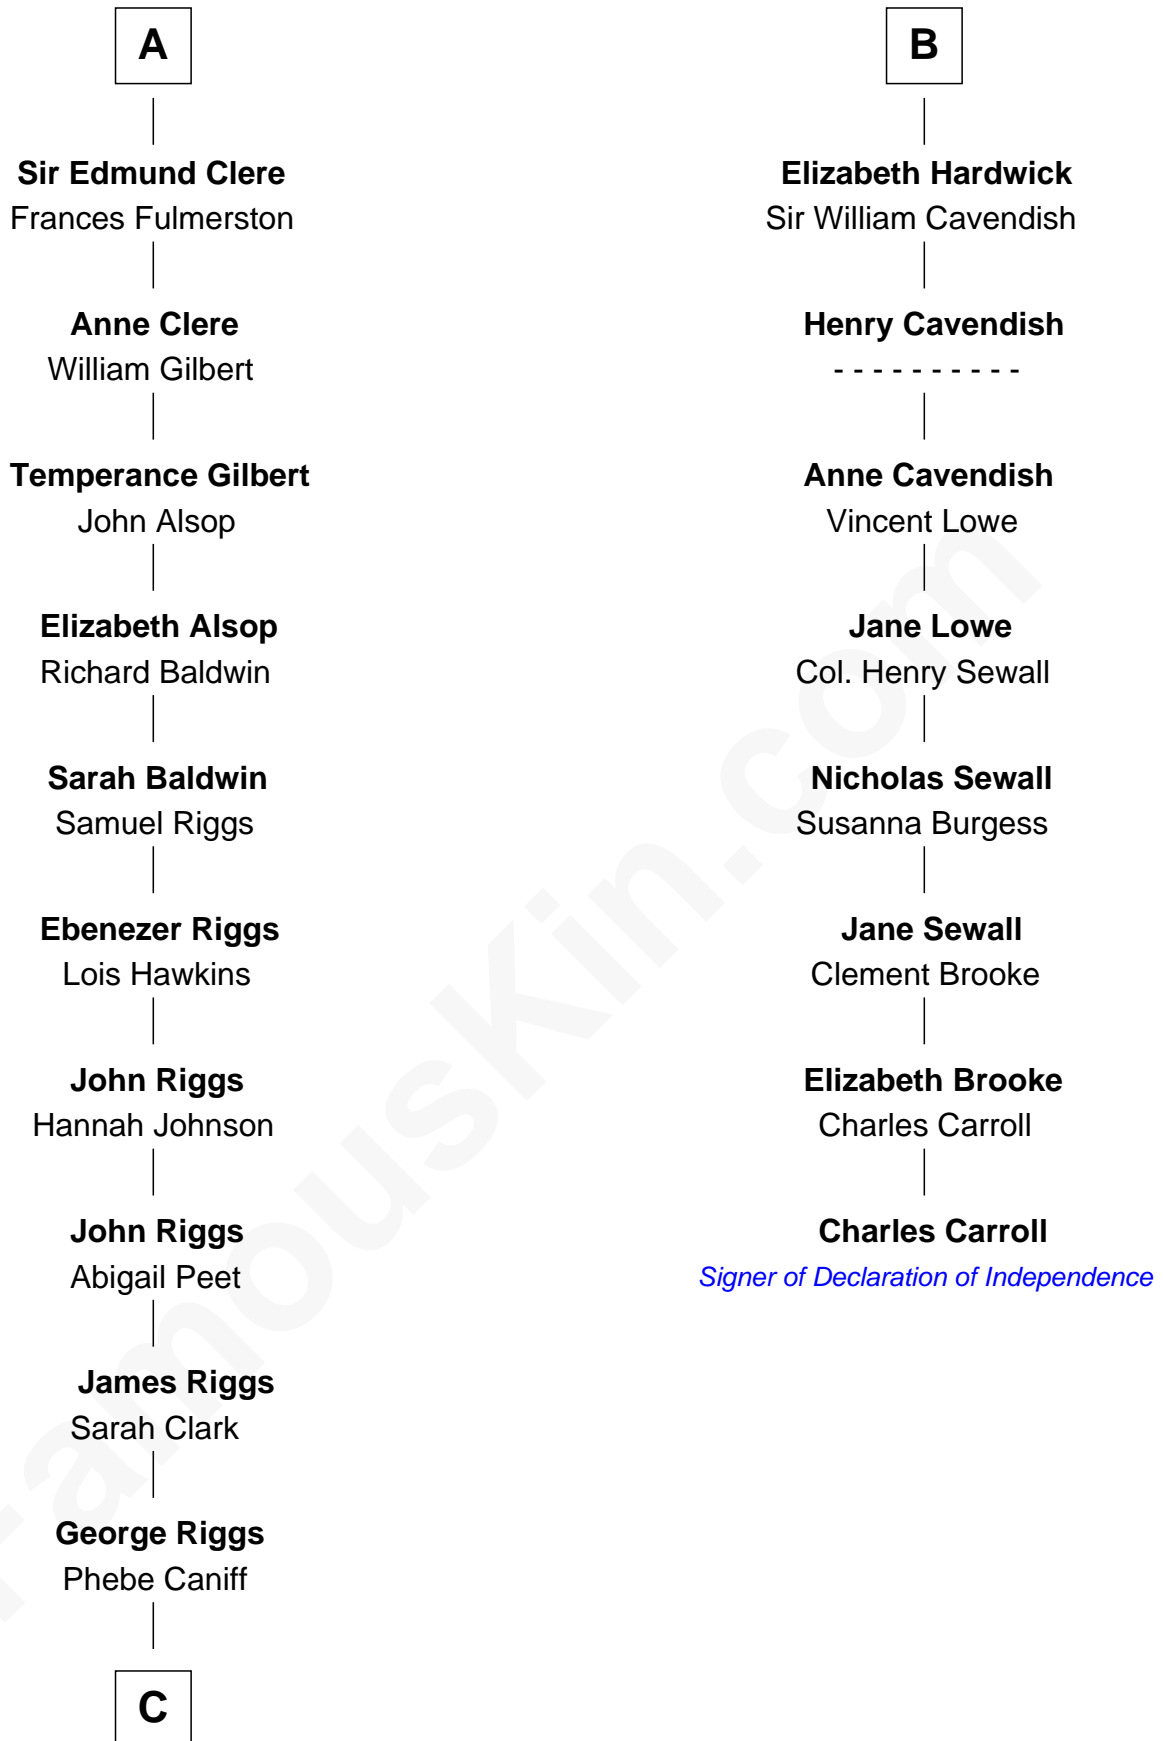 A
Sir Edmund Clere
Frances Fulmerston
Anne Clere
William Gilbert
Temperance Gilbert
John Alsop
Elizabeth Alsop
Richard Baldwin
Sarah Baldwin
Samuel Riggs
Ebenezer Riggs
Lois Hawkins
John Riggs
Hannah Johnson
John Riggs
Abigail Peet
James Riggs
Sarah Clark
George Riggs
Phebe Caniff
C
B
Elizabeth Hardwick
Sir William Cavendish
Henry Cavendish
- - - - - - - - - -
Anne Cavendish
Vincent Lowe
Jane Lowe
Col. Henry Sewall
Nicholas Sewall
Susanna Burgess
Jane Sewall
Clement Brooke
Elizabeth Brooke
Charles Carroll
Charles Carroll
Signer of Declaration of Independence
FamousKin.com